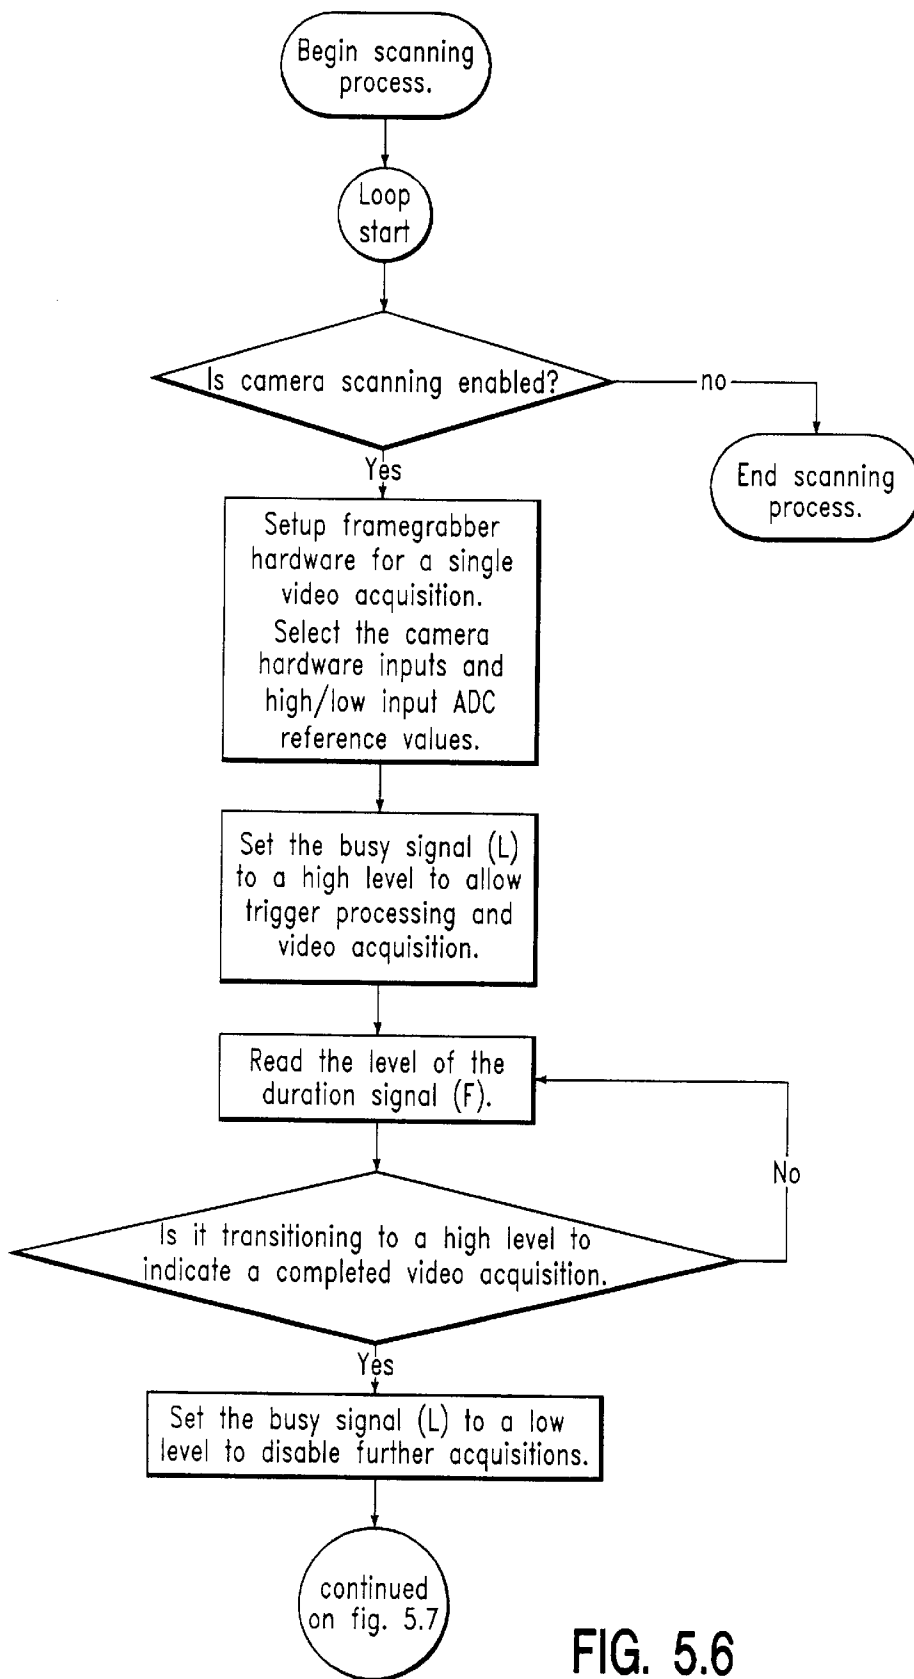 Begin scanning
process.
Loop
start
Is camera scanning enabled?
no
End scanning
process.
Yes
Setup framegrabber
hardware for a single
video acquisition.
Select the camera
hardware inputs and
high/low input ADC
reference values.
Set the busy signal (L)
to a high level to allow
trigger processing and
video acquisition.
Read the level of the
duration signal (F).
No
Is it transitioning to a high level to
indicate a completed video acquisition.
Yes
Set the busy signal (L) to a low
level to disable further acquisitions.
continued
on fig. 5.7
FIG. 5.6